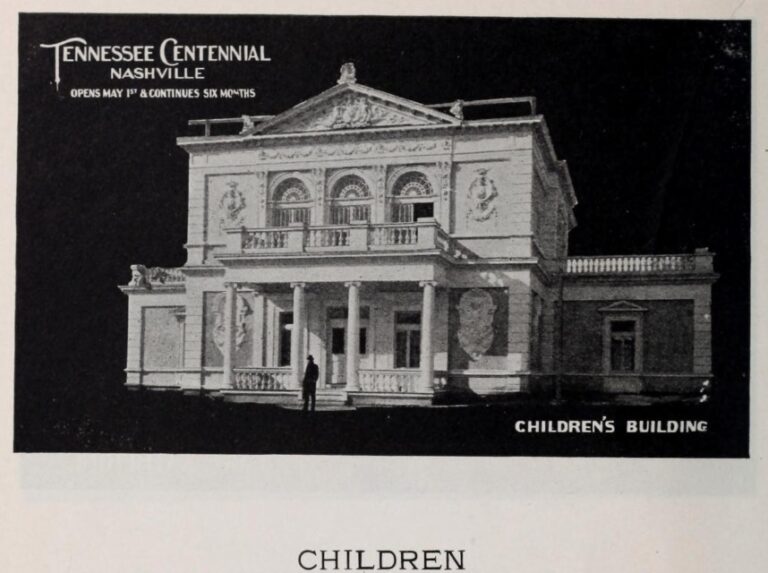 TENNESSEE CENTENNIAL
NASHVILLE
OPENS MAY 1ST & CONTINUES SIX MONTHS
CHILDREN'S BUILDING
CHILDREN